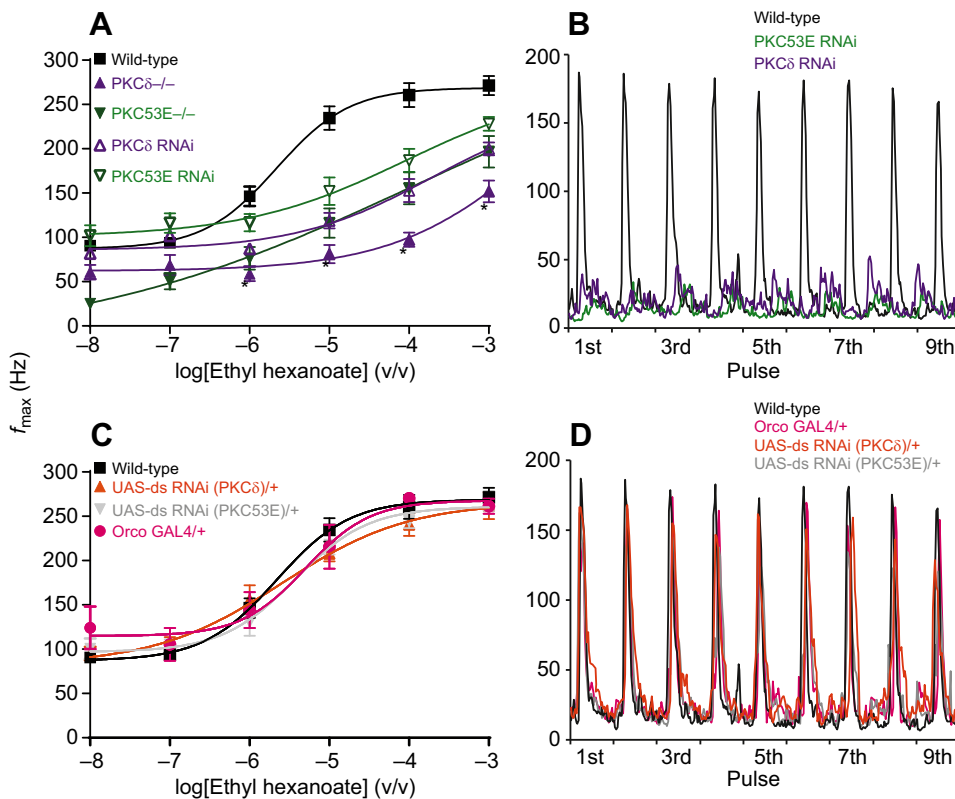 A
300
250
200
150
100
50
0
Wild-type
PKCδ–/–
PKC53E–/–
PKCδ RNAi
PKC53E RNAi
*
*
*
*
–8
–7
–6
–5
–4
–3
log[Ethyl hexanoate] (v/v)
B
Wild-type
PKC53E RNAi
PKCδ RNAi
200
150
100
50
0
1st
3rd
5th
7th
9th
Pulse
fmax (Hz)
C
300
250
200
150
100
50
0
Wild-type
UAS-ds RNAi (PKCδ)/+
UAS-ds RNAi (PKC53E)/+
Orco GAL4/+
–8
–7
–6
–5
–4
–3
log[Ethyl hexanoate] (v/v)
D
Wild-type
Orco GAL4/+
UAS-ds RNAi (PKCδ)/+
UAS-ds RNAi (PKC53E)/+
200
150
100
50
0
1st
3rd
5th
7th
9th
Pulse